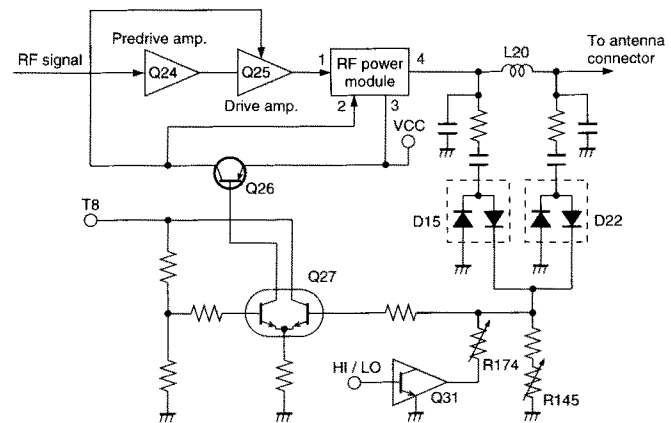 Predrive amp.
RF signal
Q24
Q25
Drive amp.
1
RF power
module
2
3
4
L20
To antenna
connector
VCC
Q26
T8
D15
D22
Q27
HI / LO
Q31
R174
R145